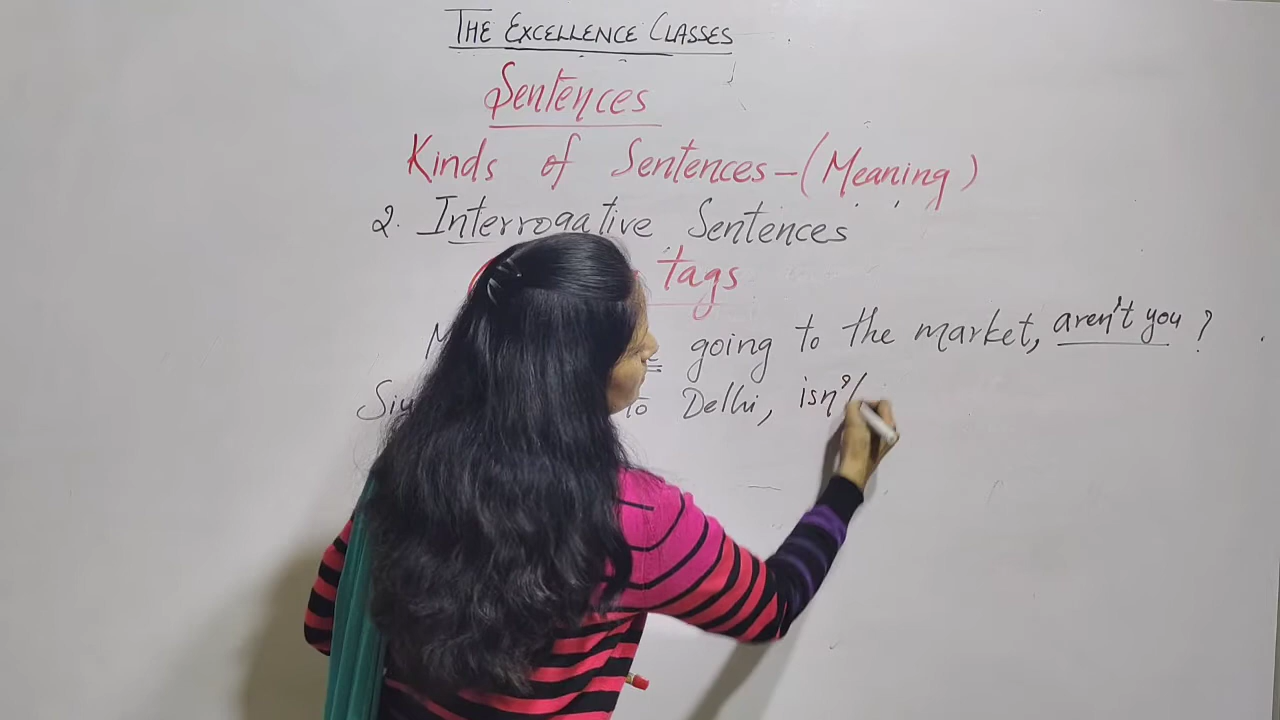 THE EXCELLENCE CLASSES
Sentences
Kinds of Sentences - (Meaning)
2. Interrogative Sentences
tags
going to the market, aren't you ?
to Delhi, isn't